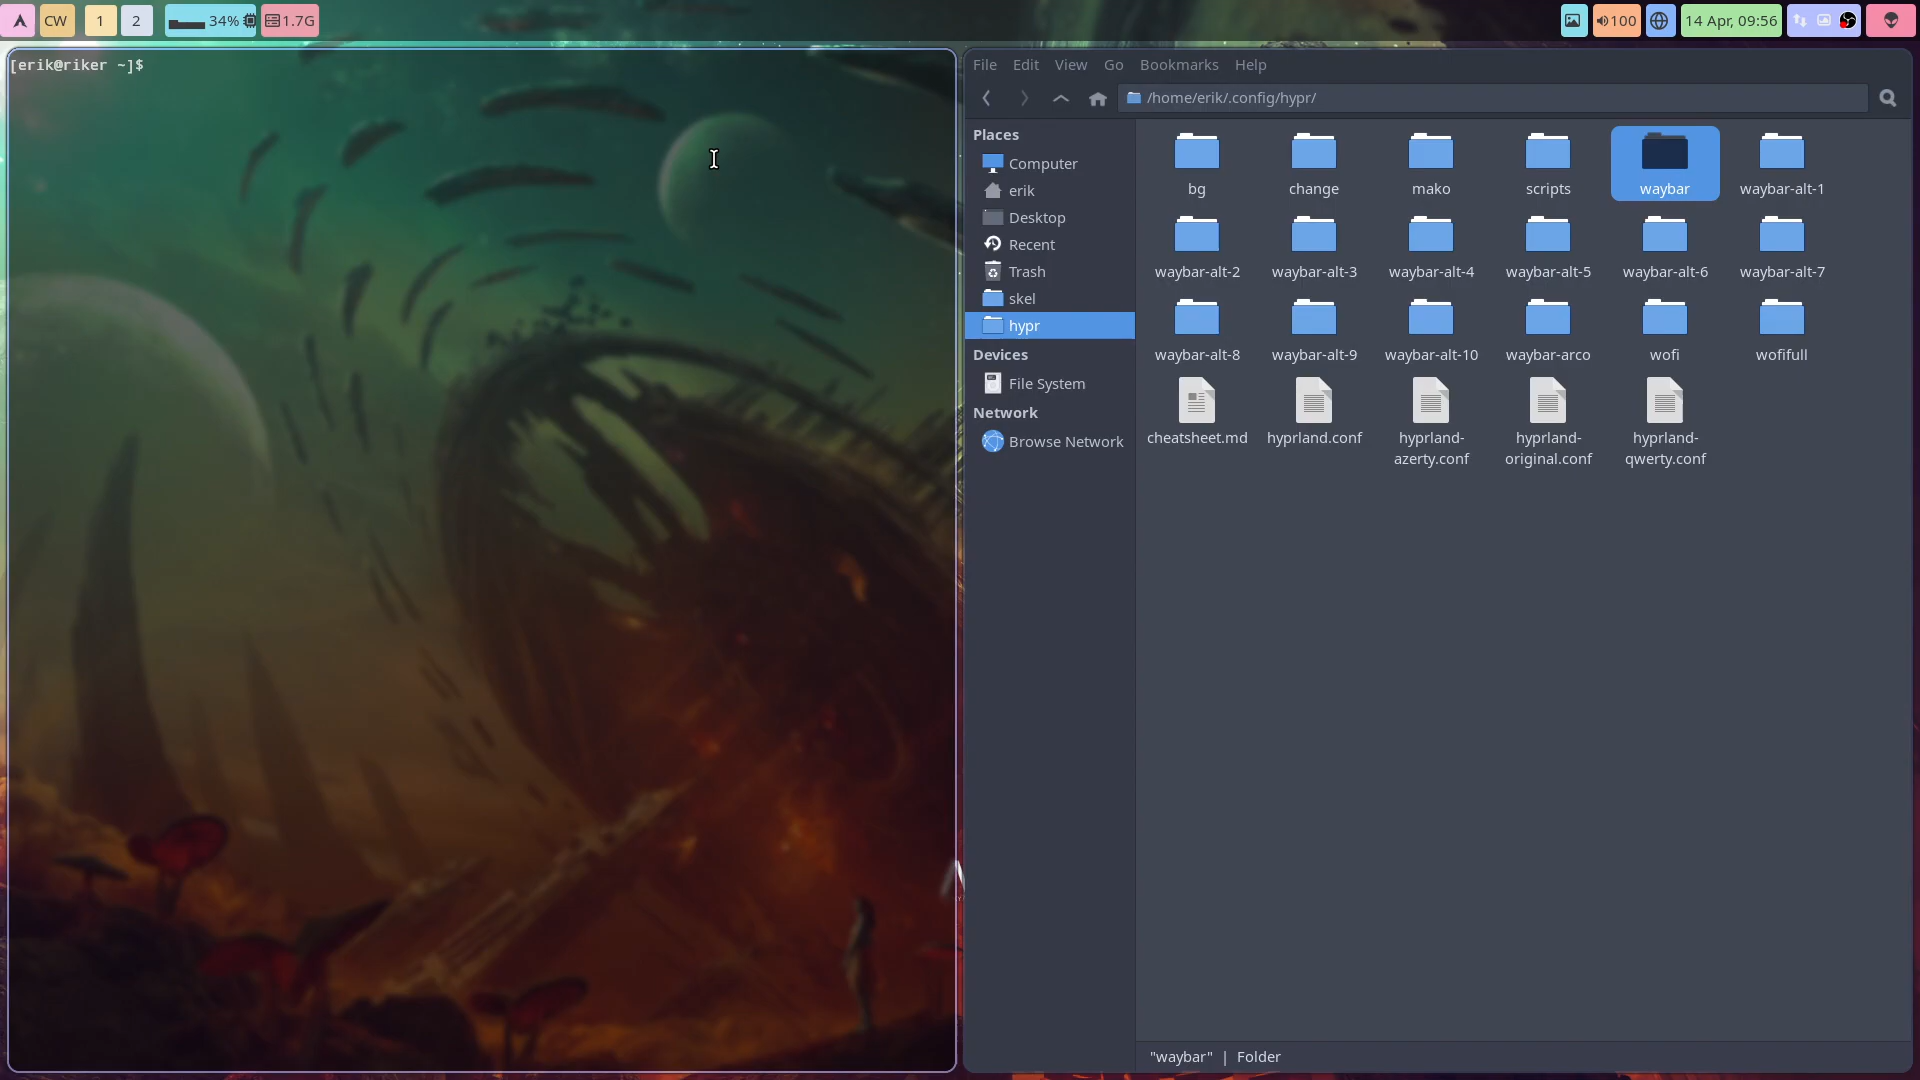 CW
1
2
34%
1.7G
100
14 Apr, 09:56
[erik@riker ~]$
File Edit View Go Bookmarks Help
/home/erik/.config/hypr/
Places
Computer
erik
Desktop
Recent
Trash
skel
hypr
Devices
File System
Network
Browse Network
bg change mako scripts waybar waybar-alt-1
waybar-alt-2 waybar-alt-3 waybar-alt-4 waybar-alt-5 waybar-alt-6 waybar-alt-7
waybar-alt-8 waybar-alt-9 waybar-alt-10 waybar-arco wofi wofifull
cheatsheet.md hyprland.conf hyprland- hyprland- hyprland-
azerty.conf original.conf qwerty.conf
"waybar" | Folder